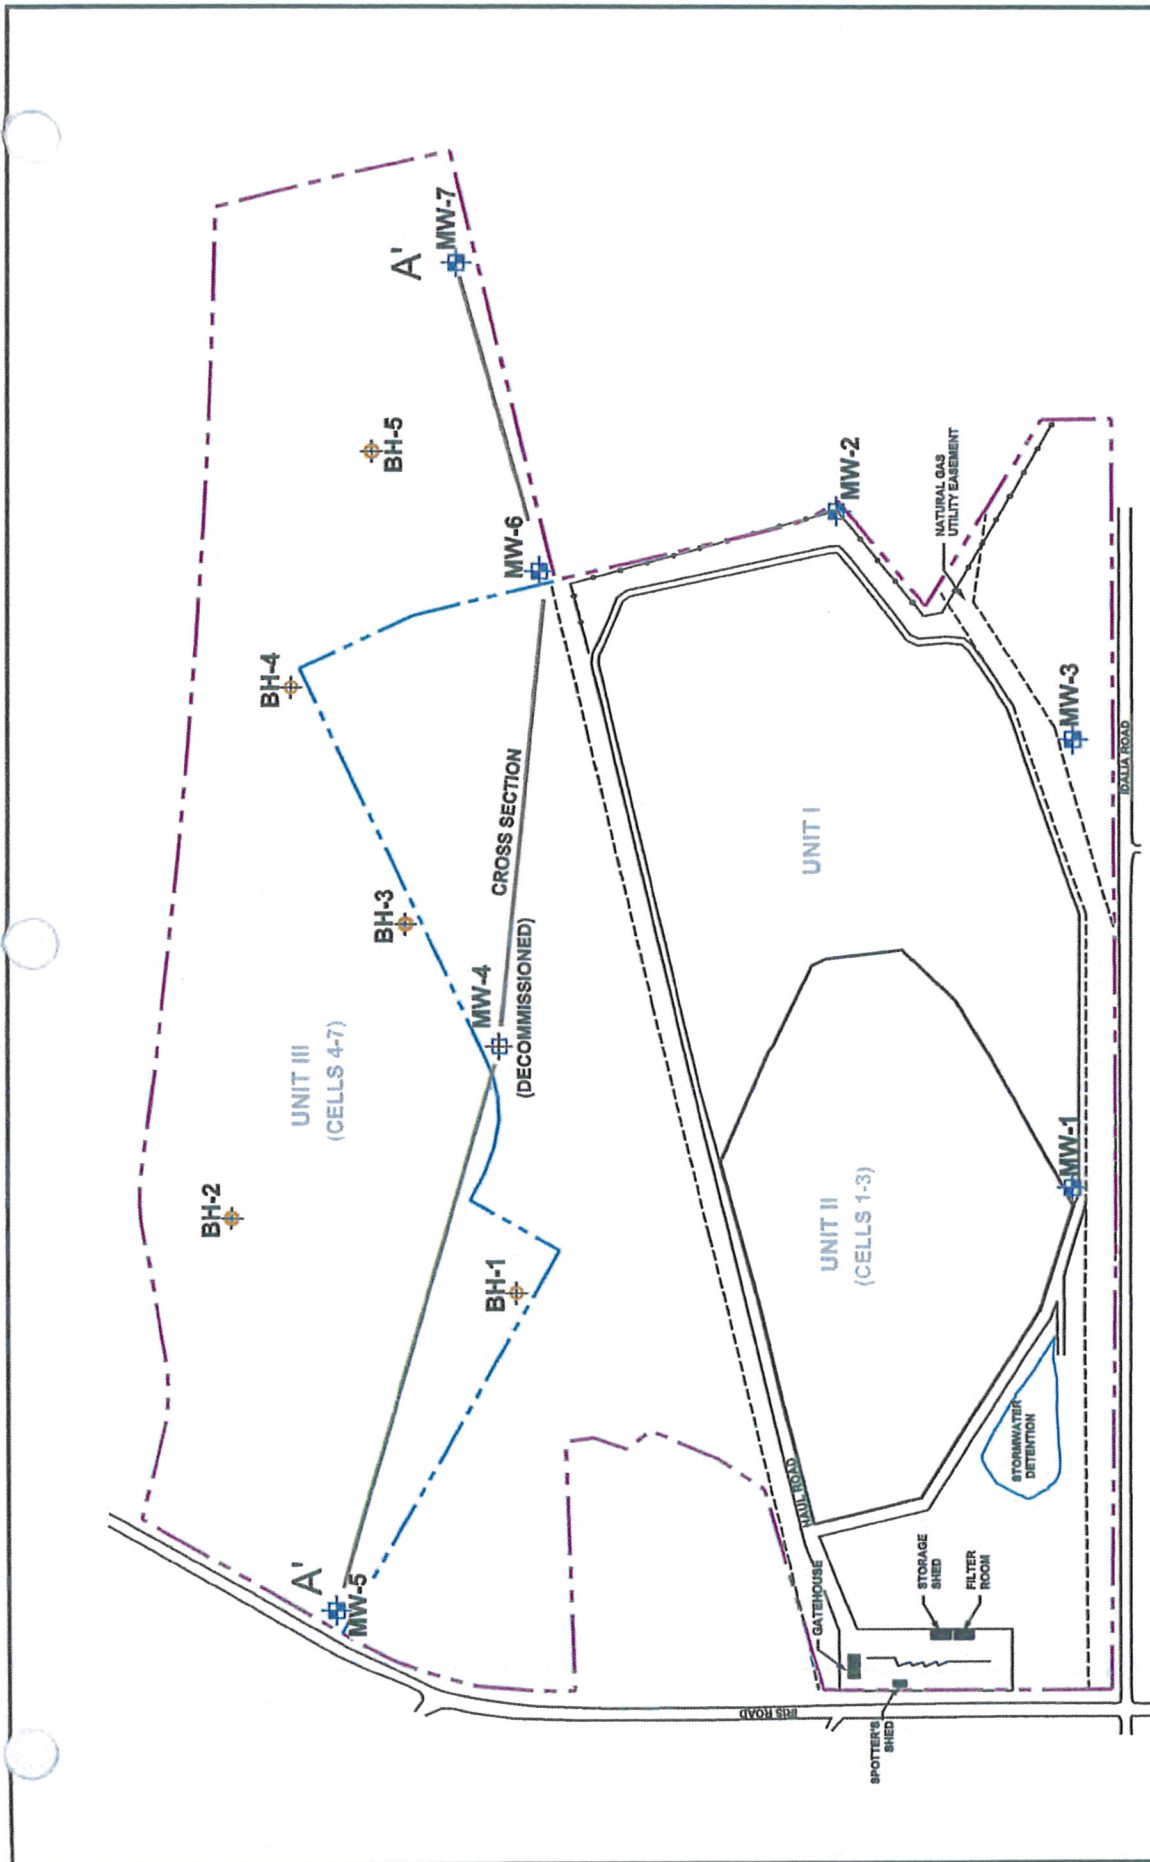 A'
MW-7
BH-5
MW-6
MW-2
NATURAL GAS
UTILITY EASEMENT
BH-4
MW-3
IDALIA ROAD
CROSS SECTION
UNIT I
BH-3
MW-4
(DECOMMISSIONED)
UNIT III
(CELLS 4-7)
BH-2
BH-1
UNIT II
(CELLS 1-3)
MW-1
STORMWATER
DETENTION
HAUL ROAD
A'
MW-5
GATEHOUSE
STORAGE
SHED
FILTER
ROOM
IRIS ROAD
SPOTTER'S
SHED